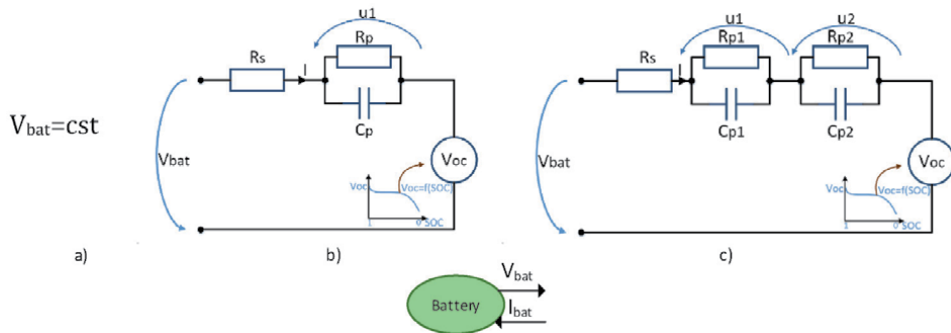 Vbat=cst
a)
u1
Rp
Rs
I
Cp
Vbat
Voc
Voc
Voc=f(SOC)
1
0 SOC
b)
u1
u2
Rp1
Rp2
Rs
I
Cp1
Cp2
Vbat
Voc
Voc
Voc=f(SOC)
1
0 SOC
c)
Battery
Vbat
Ibat